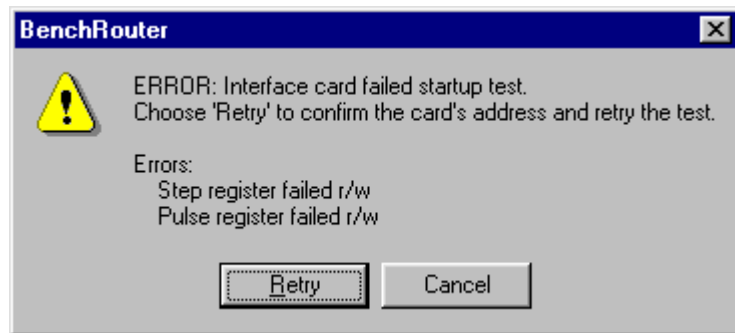 BenchRouter
ERROR: Interface card failed startup test.
Choose 'Retry' to confirm the card's address and retry the test.
Errors:
Step register failed r/w
Pulse register failed r/w
Retry
Cancel